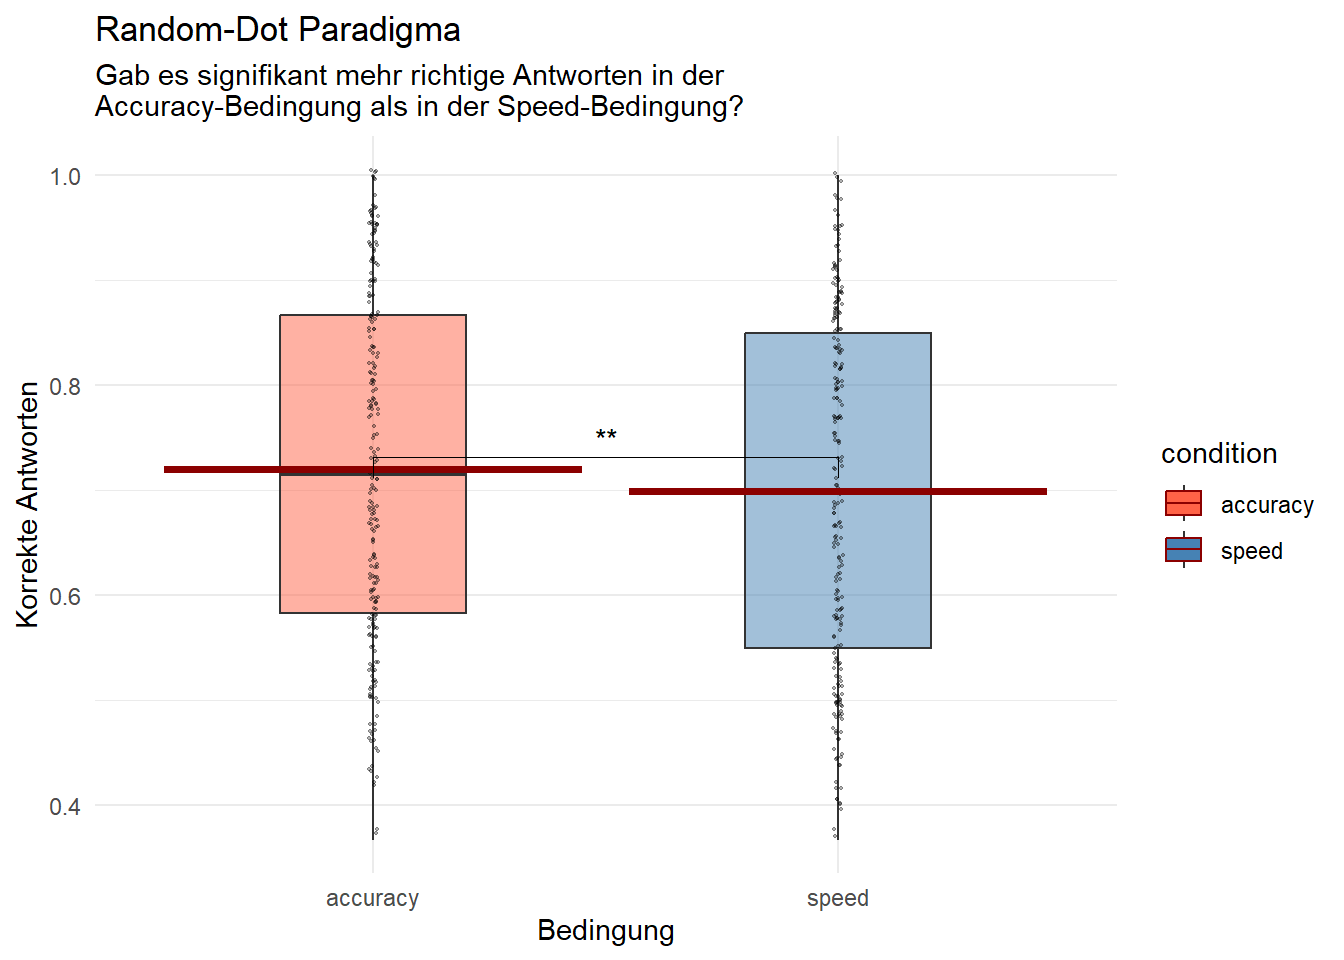 Random-Dot Paradigma
Gab es signifikant mehr richtige Antworten in der
Accuracy-Bedingung als in der Speed-Bedingung?
Korrekte Antworten
1.0
0.8
0.6
0.4
**
accuracy
speed
Bedingung
condition
accuracy
speed